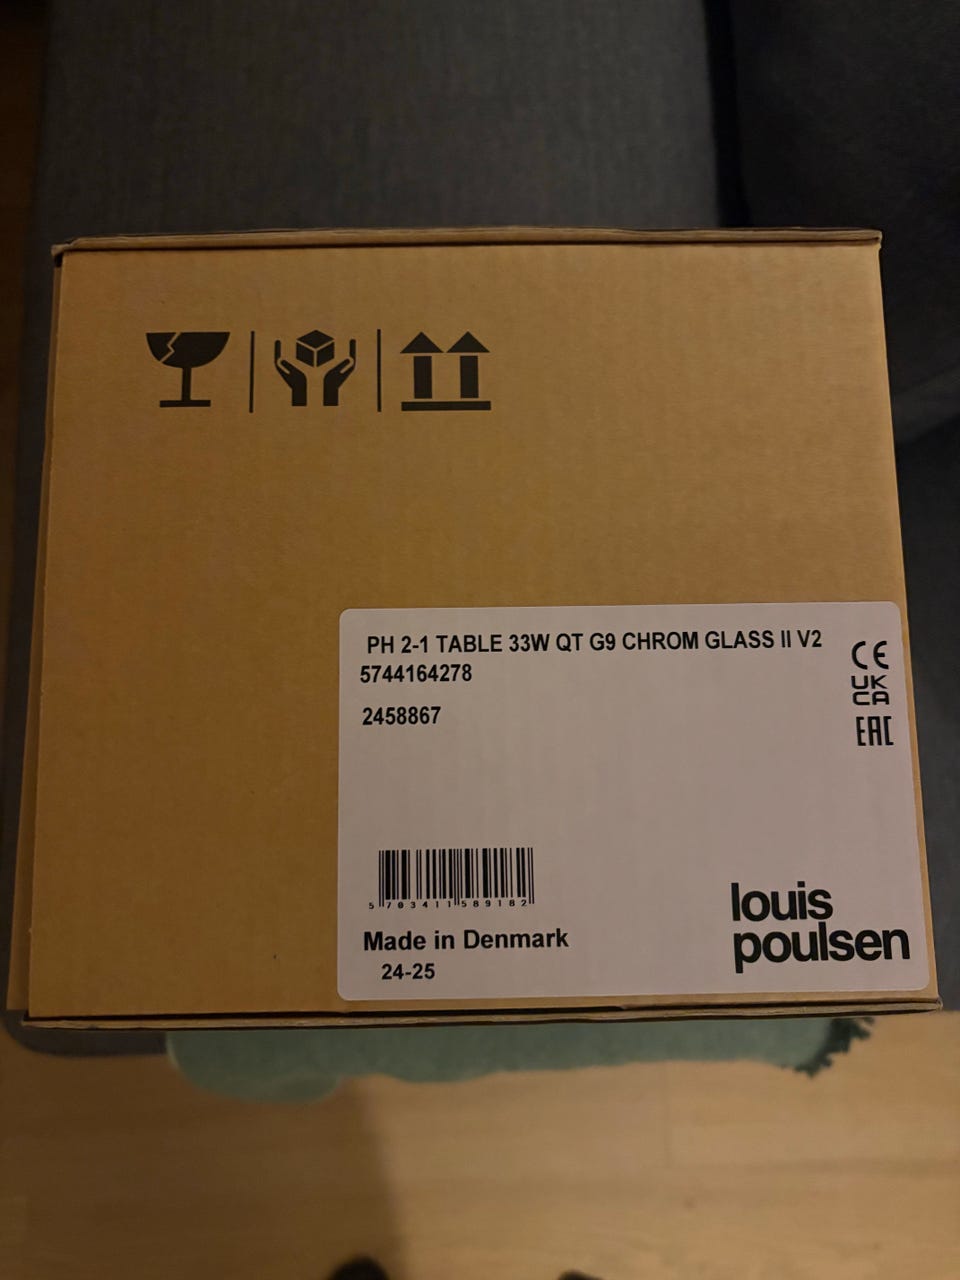 PH 2-1 TABLE 33W QT G9 CHROM GLASS II V2
5744164278
2458867
CE
UK
CA
EAC
5 703411 589182
Made in Denmark
24-25
louis
poulsen